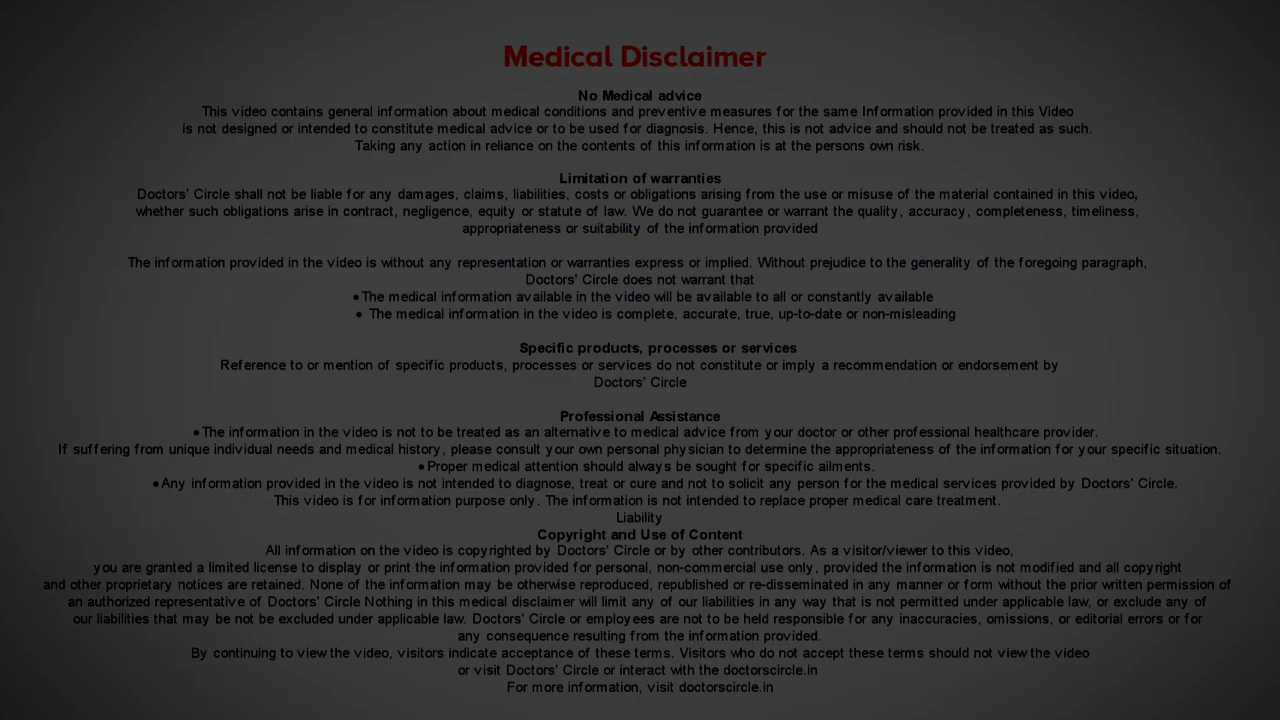 Medical Disclaimer
No Medical advice
This video contains general information about medical conditions and preventive measures for the same Information provided in this Video
is not designed or intended to constitute medical advice or to be used for diagnosis. Hence, this is not advice and should not be treated as such.
Taking any action in reliance on the contents of this information is at the persons own risk.
Limitation of warranties
Doctors' Circle shall not be liable for any damages, claims, liabilities, costs or obligations arising from the use or misuse of the material contained in this video,
whether such obligations arise in contract, negligence, equity or statute of law. We do not guarantee or warrant the quality, accuracy, completeness, timeliness,
appropriateness or suitability of the information provided
The information provided in the video is without any representation or warranties express or implied. Without prejudice to the generality of the foregoing paragraph,
Doctors' Circle does not warrant that
•The medical information available in the video will be available to all or constantly available
• The medical information in the video is complete, accurate, true, up-to-date or non-misleading
Specific products, processes or services
Reference to or mention of specific products, processes or services do not constitute or imply a recommendation or endorsement by
Doctors' Circle
Professional Assistance
•The information in the video is not to be treated as an alternative to medical advice from your doctor or other professional healthcare provider.
If suffering from unique individual needs and medical history, please consult your own personal physician to determine the appropriateness of the information for your specific situation.
•Proper medical attention should always be sought for specific ailments.
•Any information provided in the video is not intended to diagnose, treat or cure and not to solicit any person for the medical services provided by Doctors' Circle.
This video is for information purpose only. The information is not intended to replace proper medical care treatment.
Liability
Copyright and Use of Content
All information on the video is copyrighted by Doctors' Circle or by other contributors. As a visitor/viewer to this video,
you are granted a limited license to display or print the information provided for personal, non-commercial use only, provided the information is not modified and all copyright
and other proprietary notices are retained. None of the information may be otherwise reproduced, republished or re-disseminated in any manner or form without the prior written permission of
an authorized representative of Doctors' Circle Nothing in this medical disclaimer will limit any of our liabilities in any way that is not permitted under applicable law, or exclude any of
our liabilities that may be not be excluded under applicable law. Doctors' Circle or employees are not to be held responsible for any inaccuracies, omissions, or editorial errors or for
any consequence resulting from the information provided.
By continuing to view the video, visitors indicate acceptance of these terms. Visitors who do not accept these terms should not view the video
or visit Doctors' Circle or interact with the doctorscircle.in
For more information, visit doctorscircle.in